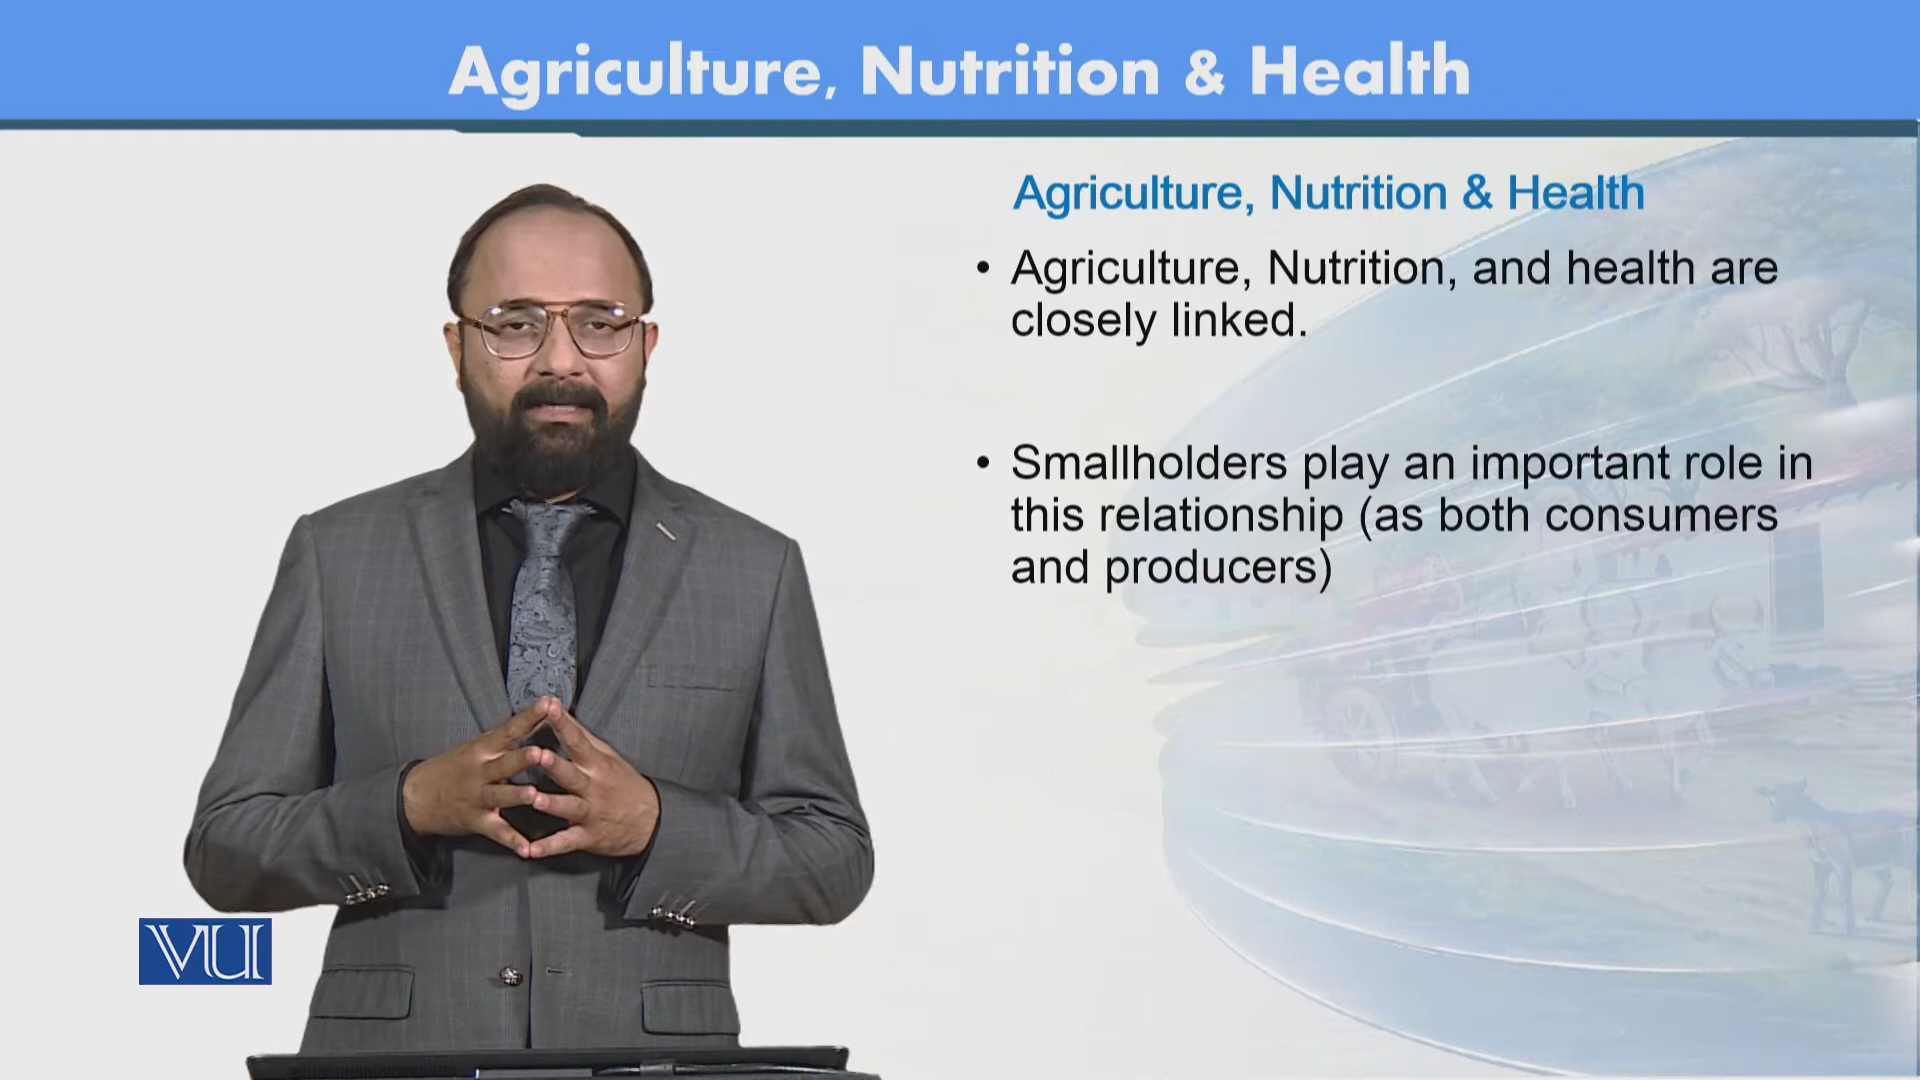 Agriculture, Nutrition & Health
Agriculture, Nutrition & Health
• Agriculture, Nutrition, and health are
closely linked.
• Smallholders play an important role in
this relationship (as both consumers
and producers)
VU